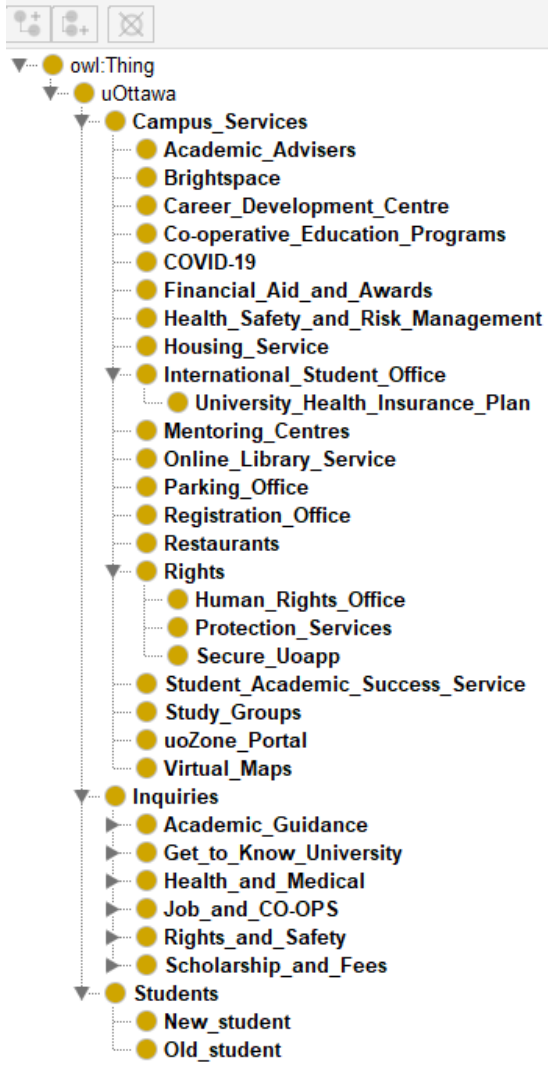 owl:Thing
uOttawa
Campus_Services
Academic_Advisers
Brightspace
Career_Development_Centre
Co-operative_Education_Programs
COVID-19
Financial_Aid_and_Awards
Health_Safety_and_Risk_Management
Housing_Service
International_Student_Office
University_Health_Insurance_Plan
Mentoring_Centres
Online_Library_Service
Parking_Office
Registration_Office
Restaurants
Rights
Human_Rights_Office
Protection_Services
Secure_Uoapp
Student_Academic_Success_Service
Study_Groups
uoZone_Portal
Virtual_Maps
Inquiries
Academic_Guidance
Get_to_Know_University
Health_and_Medical
Job_and_CO-OPS
Rights_and_Safety
Scholarship_and_Fees
Students
New_student
Old_student